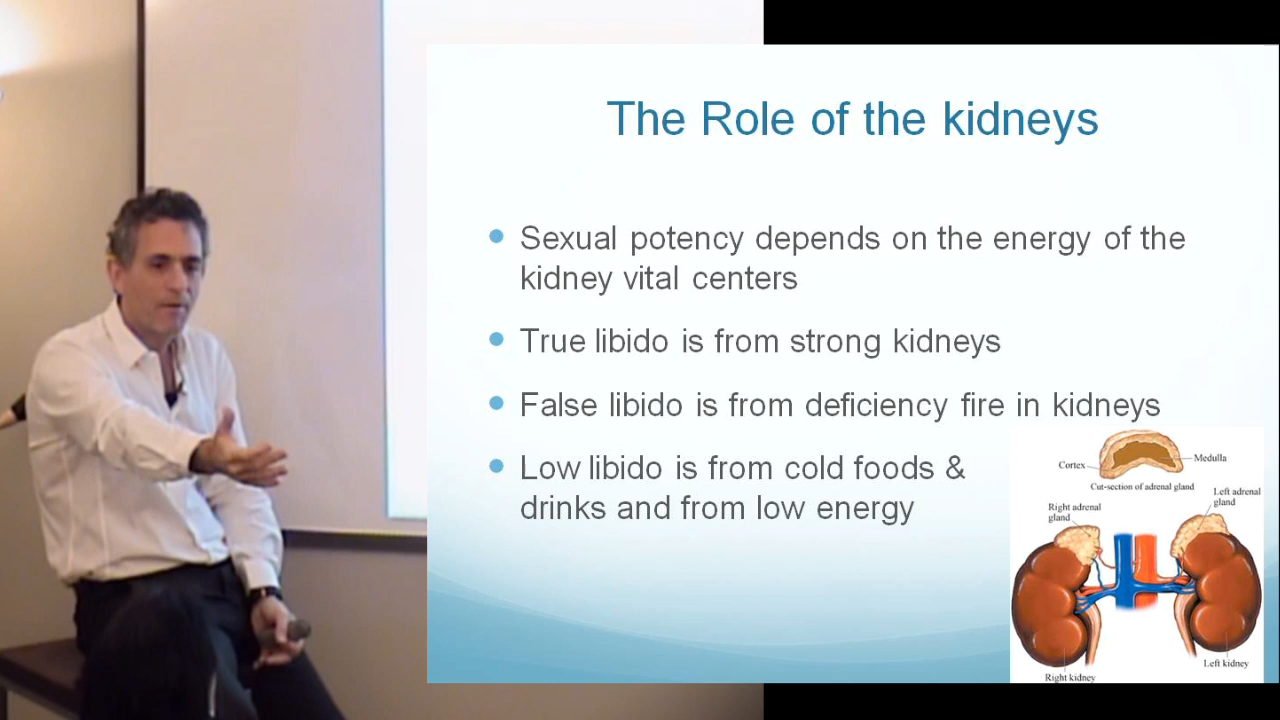 The Role of the kidneys
Sexual potency depends on the energy of the
kidney vital centers
True libido is from strong kidneys
False libido is from deficiency fire in kidneys
Low libido is from cold foods &
drinks and from low energy
Cortex
Medulla
Cut-section of adrenal gland
Left adrenal
gland
Right adrenal
gland
Left kidney
Right kidney